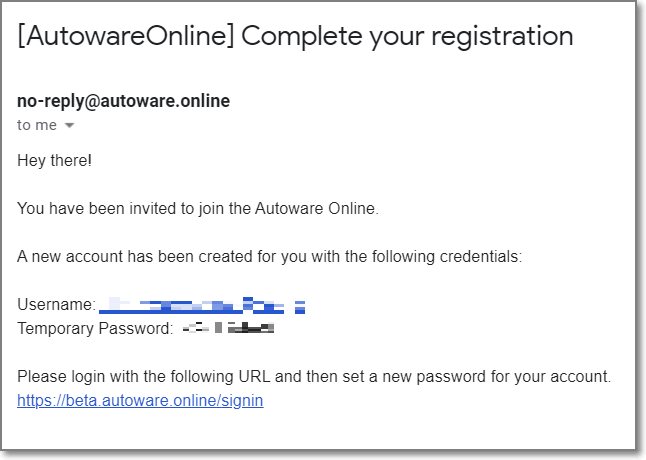 [AutowareOnline] Complete your registration
no-reply@autoware.online
to me
Hey there!
You have been invited to join the Autoware Online.
A new account has been created for you with the following credentials:
Username:
Temporary Password:
Please login with the following URL and then set a new password for your account.
https://beta.autoware.online/signin